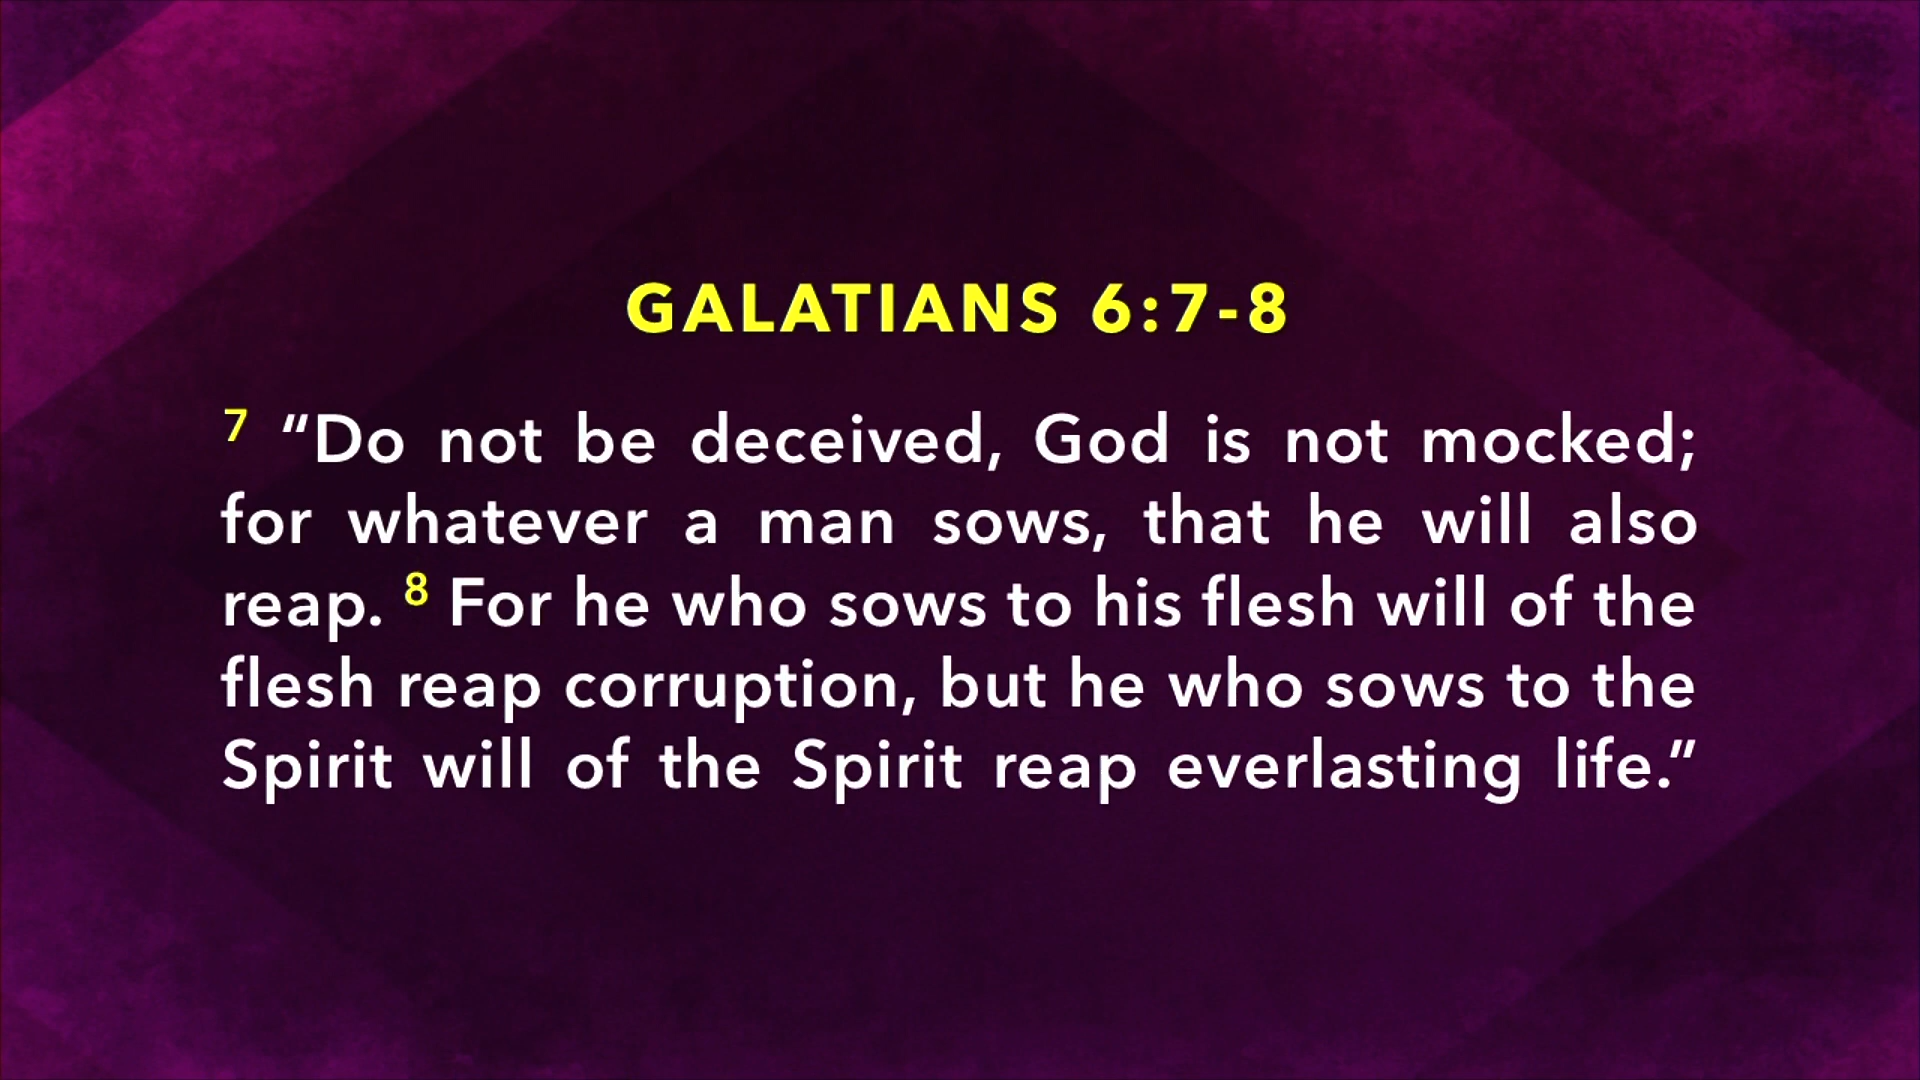 GALATIANS 6:7-8
7 “Do not be deceived, God is not mocked;
for whatever a man sows, that he will also
reap. 8 For he who sows to his flesh will of the
flesh reap corruption, but he who sows to the
Spirit will of the Spirit reap everlasting life.”